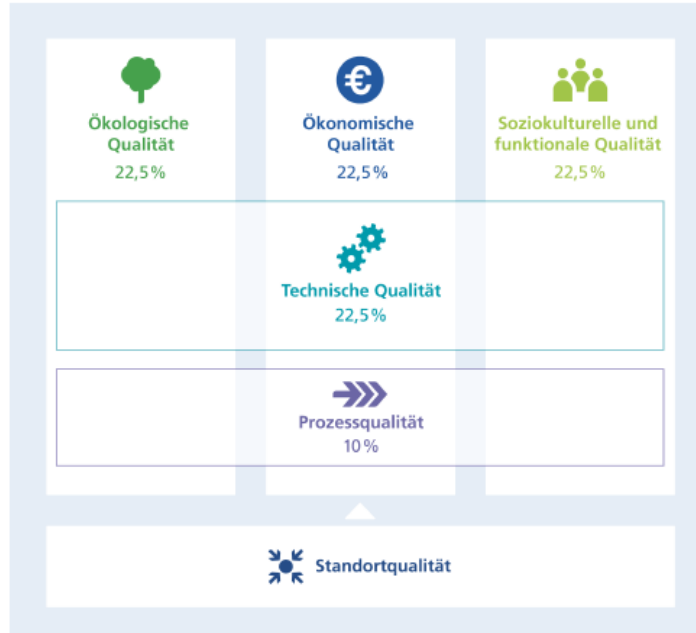 Ökologische
Qualität
22,5 %
Ökonomische
Qualität
22,5 %
Soziokulturelle und
funktionale Qualität
22,5 %
Technische Qualität
22,5 %
Prozessqualität
10 %
Standortqualität